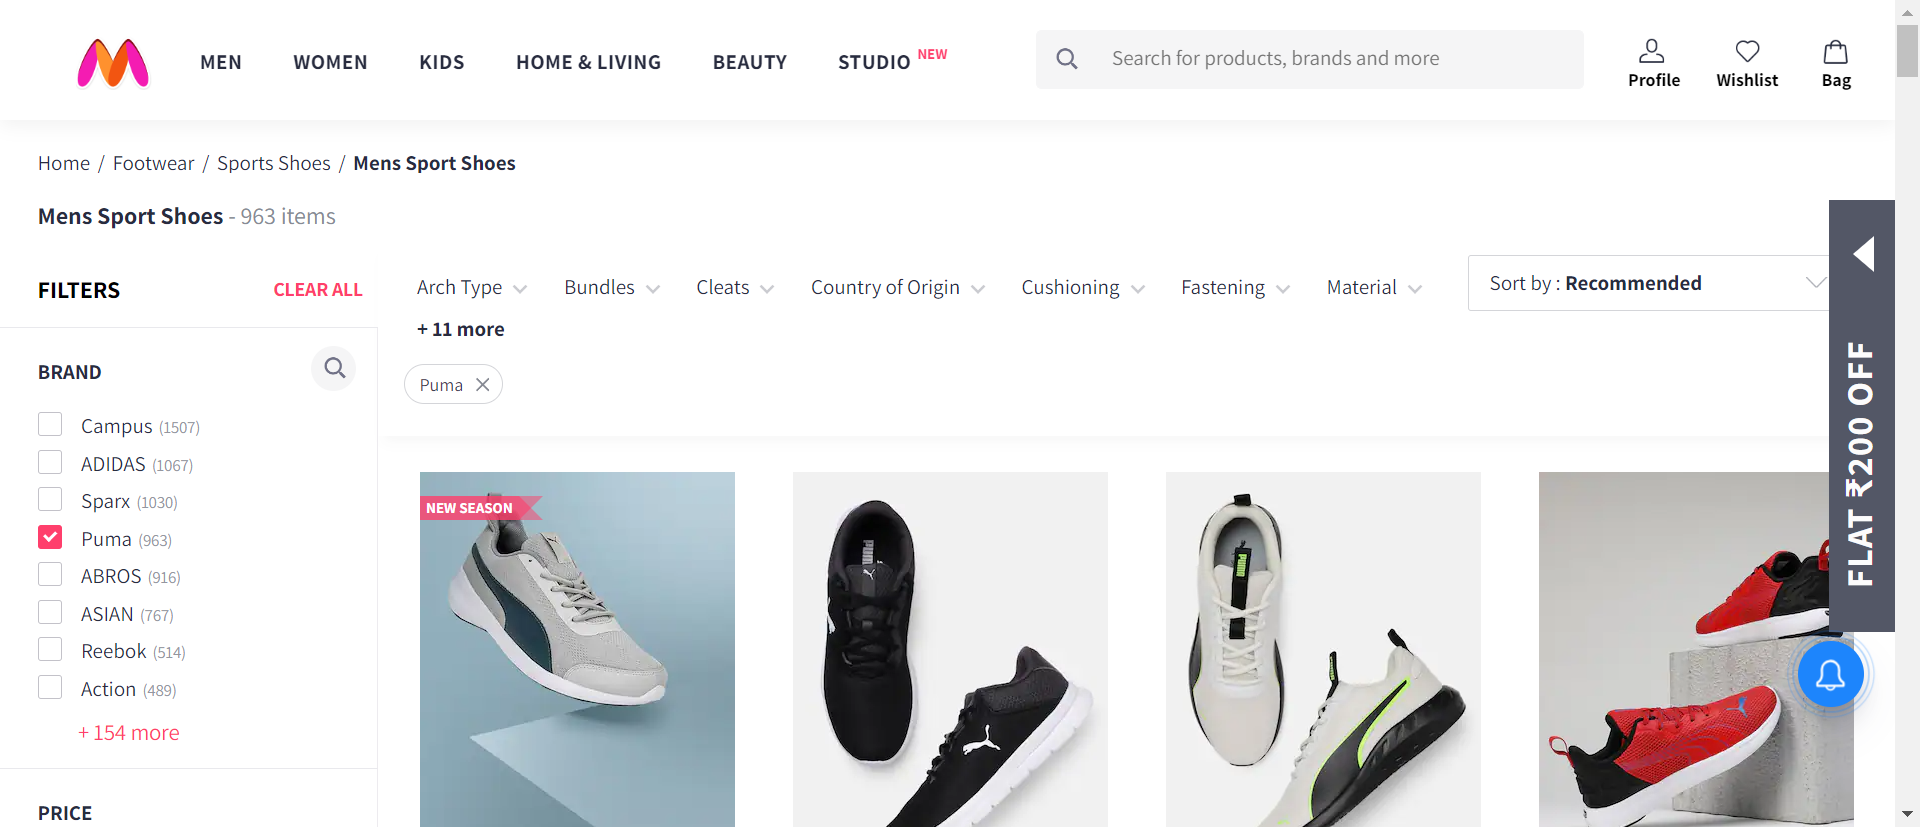 MEN WOMEN KIDS HOME & LIVING BEAUTY STUDIO NEW Search for products, brands and more Profile Wishlist Bag
Home / Footwear / Sports Shoes / Mens Sport Shoes
Mens Sport Shoes - 963 items
FILTERS CLEAR ALL
Arch Type Bundles Cleats Country of Origin Cushioning Fastening Material
+ 11 more
Sort by : Recommended
Puma
BRAND
Campus (1507)
ADIDAS (1067)
Sparx (1030)
Puma (963)
ABROS (916)
ASIAN (767)
Reebok (514)
Action (489)
+ 154 more
PRICE
NEW SEASON
PUMA
PUMA
FLAT ₹200 OFF